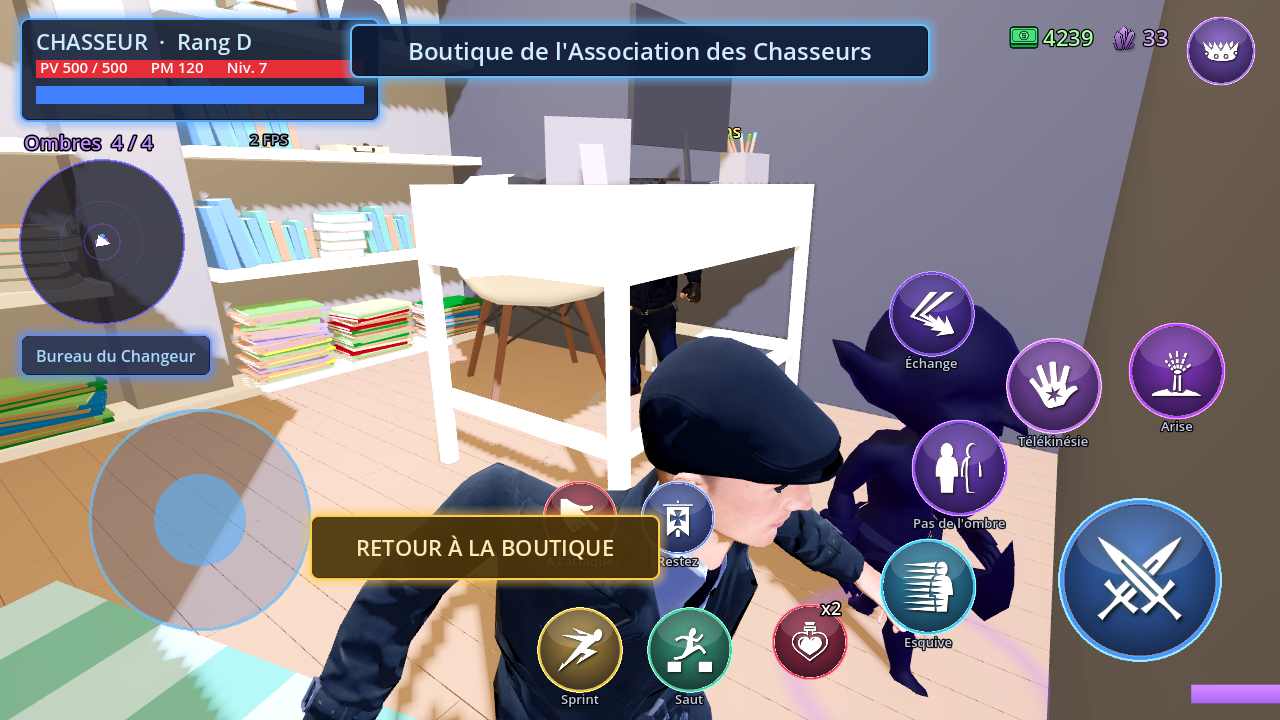 CHASSEUR · Rang D
PV 500 / 500 PM 120 Niv. 7
Boutique de l'Association des Chasseurs
4239 33
Ombres 4 / 4
2 FPS
Bureau du Changeur
Échange
Télékinésie
Arise
Pas de l'ombre
RETOUR À LA BOUTIQUE
Restez
x2
Esquive
Sprint
Saut